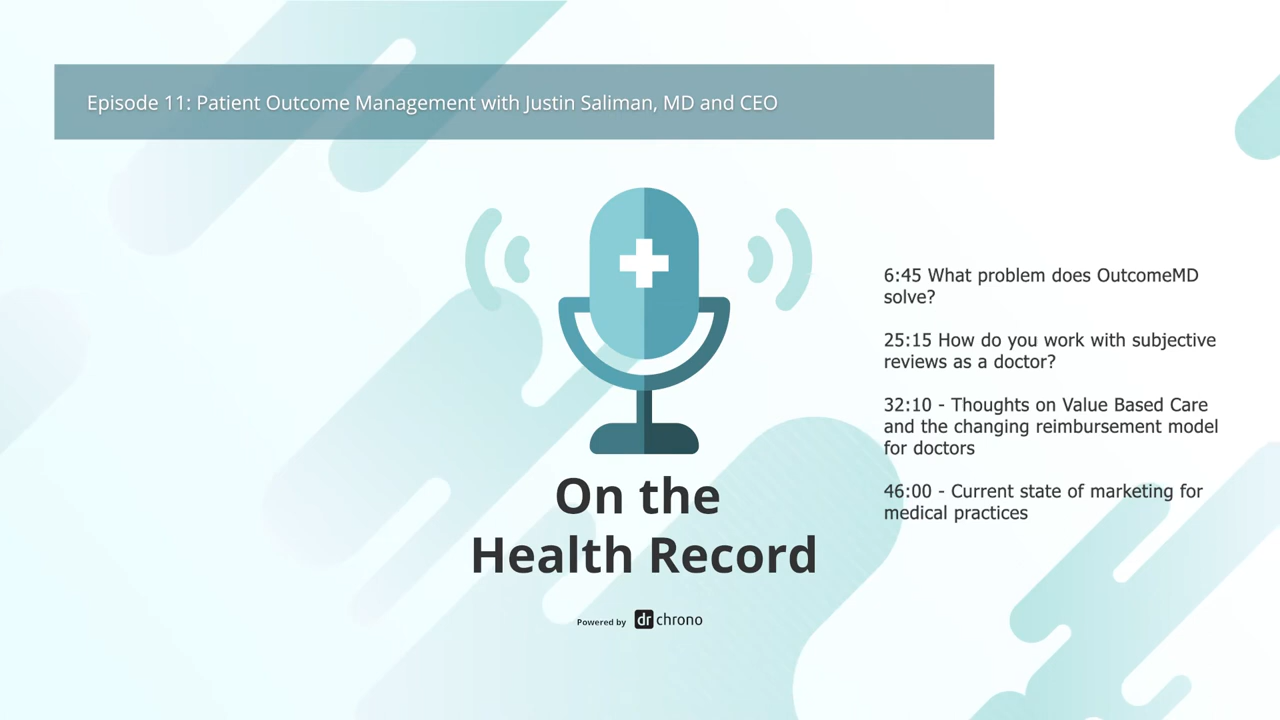 Episode 11: Patient Outcome Management with Justin Saliman, MD and CEO
6:45 What problem does OutcomeMD
solve?
25:15 How do you work with subjective
reviews as a doctor?
32:10 - Thoughts on Value Based Care
and the changing reimbursement model
for doctors
46:00 - Current state of marketing for
medical practices
On the
Health Record
Powered by dr chrono